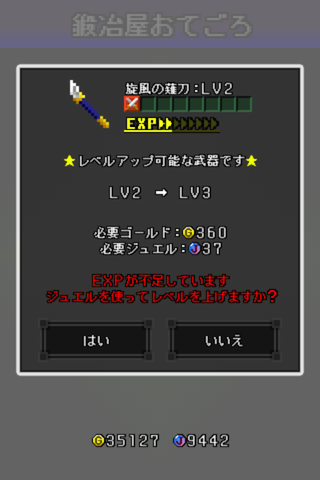 鍛冶屋おてごろ
旋風の薙刀:LV2
EXP
★レベルアップ可能な武器です★
LV2 → LV3
必要ゴールド:G360
必要ジュエル:J37
EXPが不足しています
ジュエルを使ってレベルを上げますか?
はい いいえ
G35127 J9442